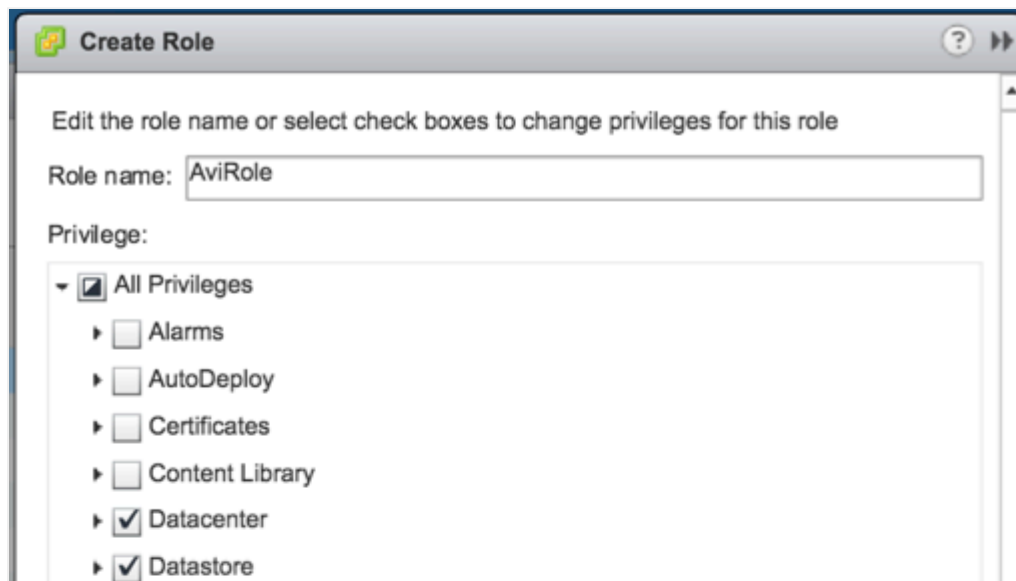 Create Role
?
Edit the role name or select check boxes to change privileges for this role
Role name: AviRole
Privilege:
All Privileges
Alarms
AutoDeploy
Certificates
Content Library
Datacenter
Datastore